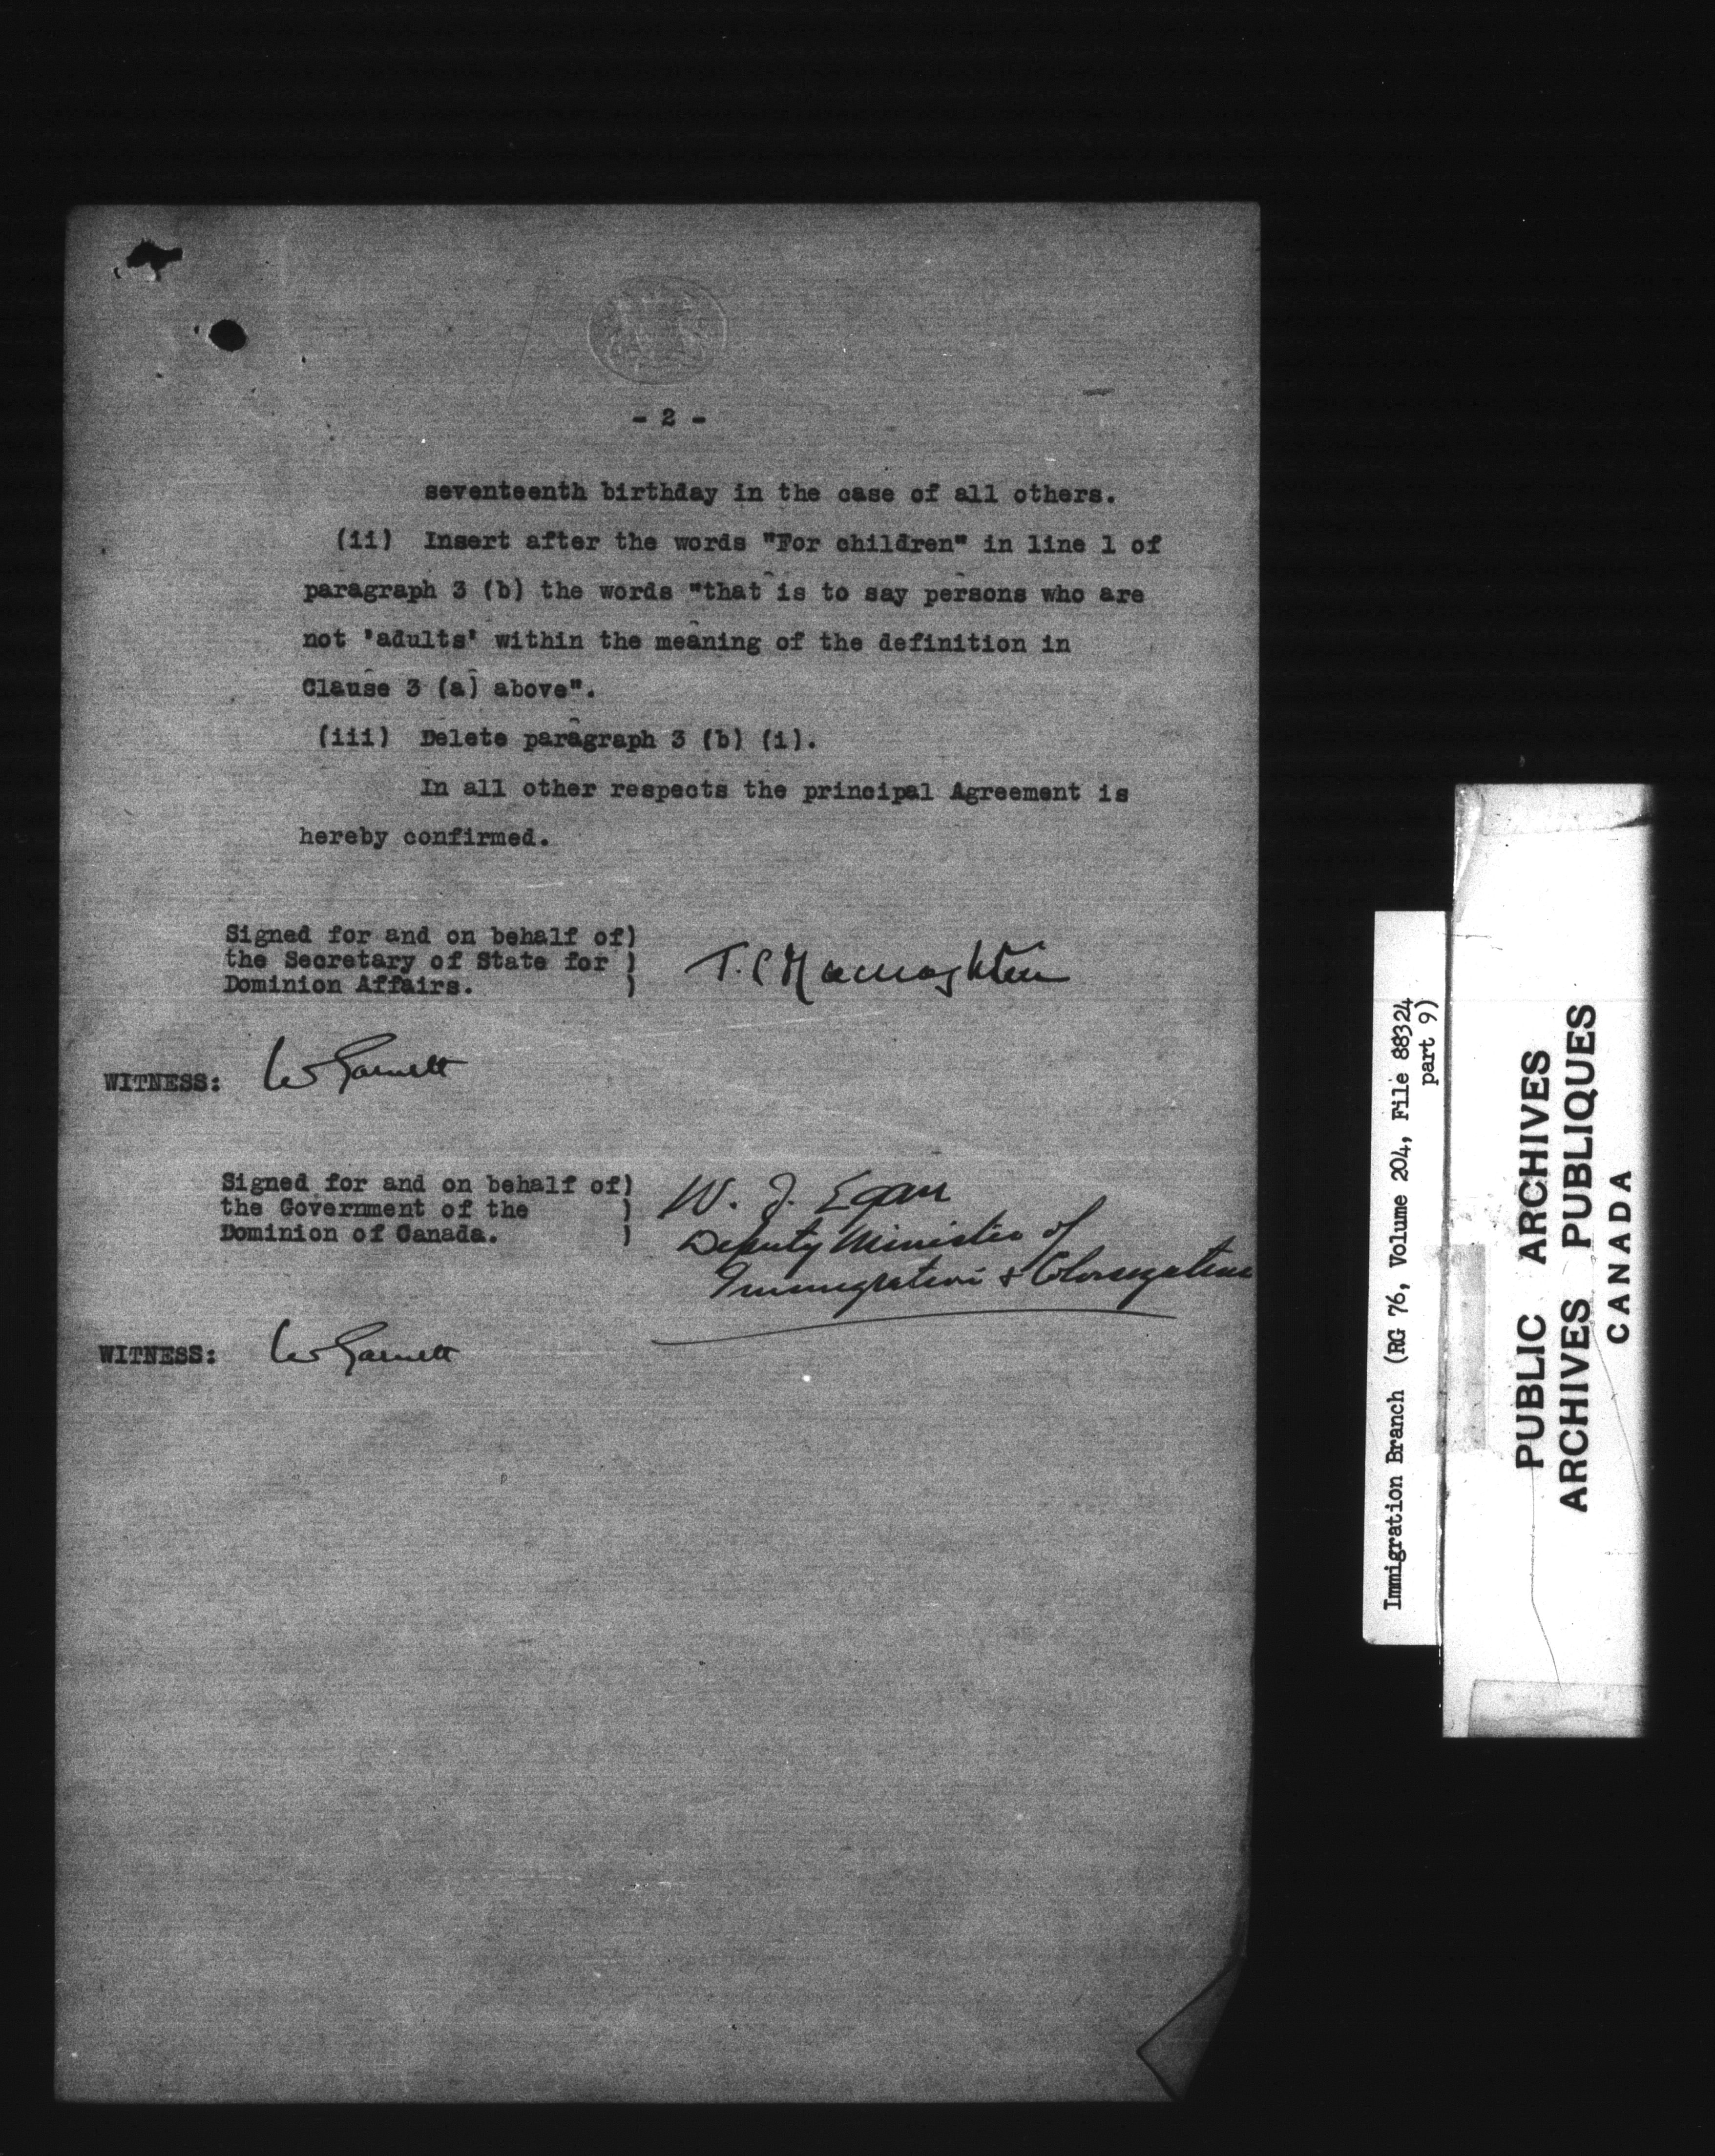 - 2 -
seventeenth birthday in the case of all others.
(ii) Insert after the words "For children" in line 1 of
paragraph 3 (b) the words "that is to say persons who are
not 'adults' within the meaning of the definition in
Clause 3 (a) above".
(iii) Delete paragraph 3 (b) (i).
In all other respects the principal Agreement is
hereby confirmed.
Signed for and on behalf of)
the Secretary of State for )
Dominion Affairs. )
T. C Macnaghten
WITNESS: W Garnett
Signed for and on behalf of)
the Government of the )
Dominion of Canada. )
W. J. Egan
Deputy Minister of
Immigration & Colonization
WITNESS: W Garnett
Immigration Branch (RG 76, Volume 204, File 88324
part 9)
PUBLIC ARCHIVES
ARCHIVES PUBLIQUES
CANADA